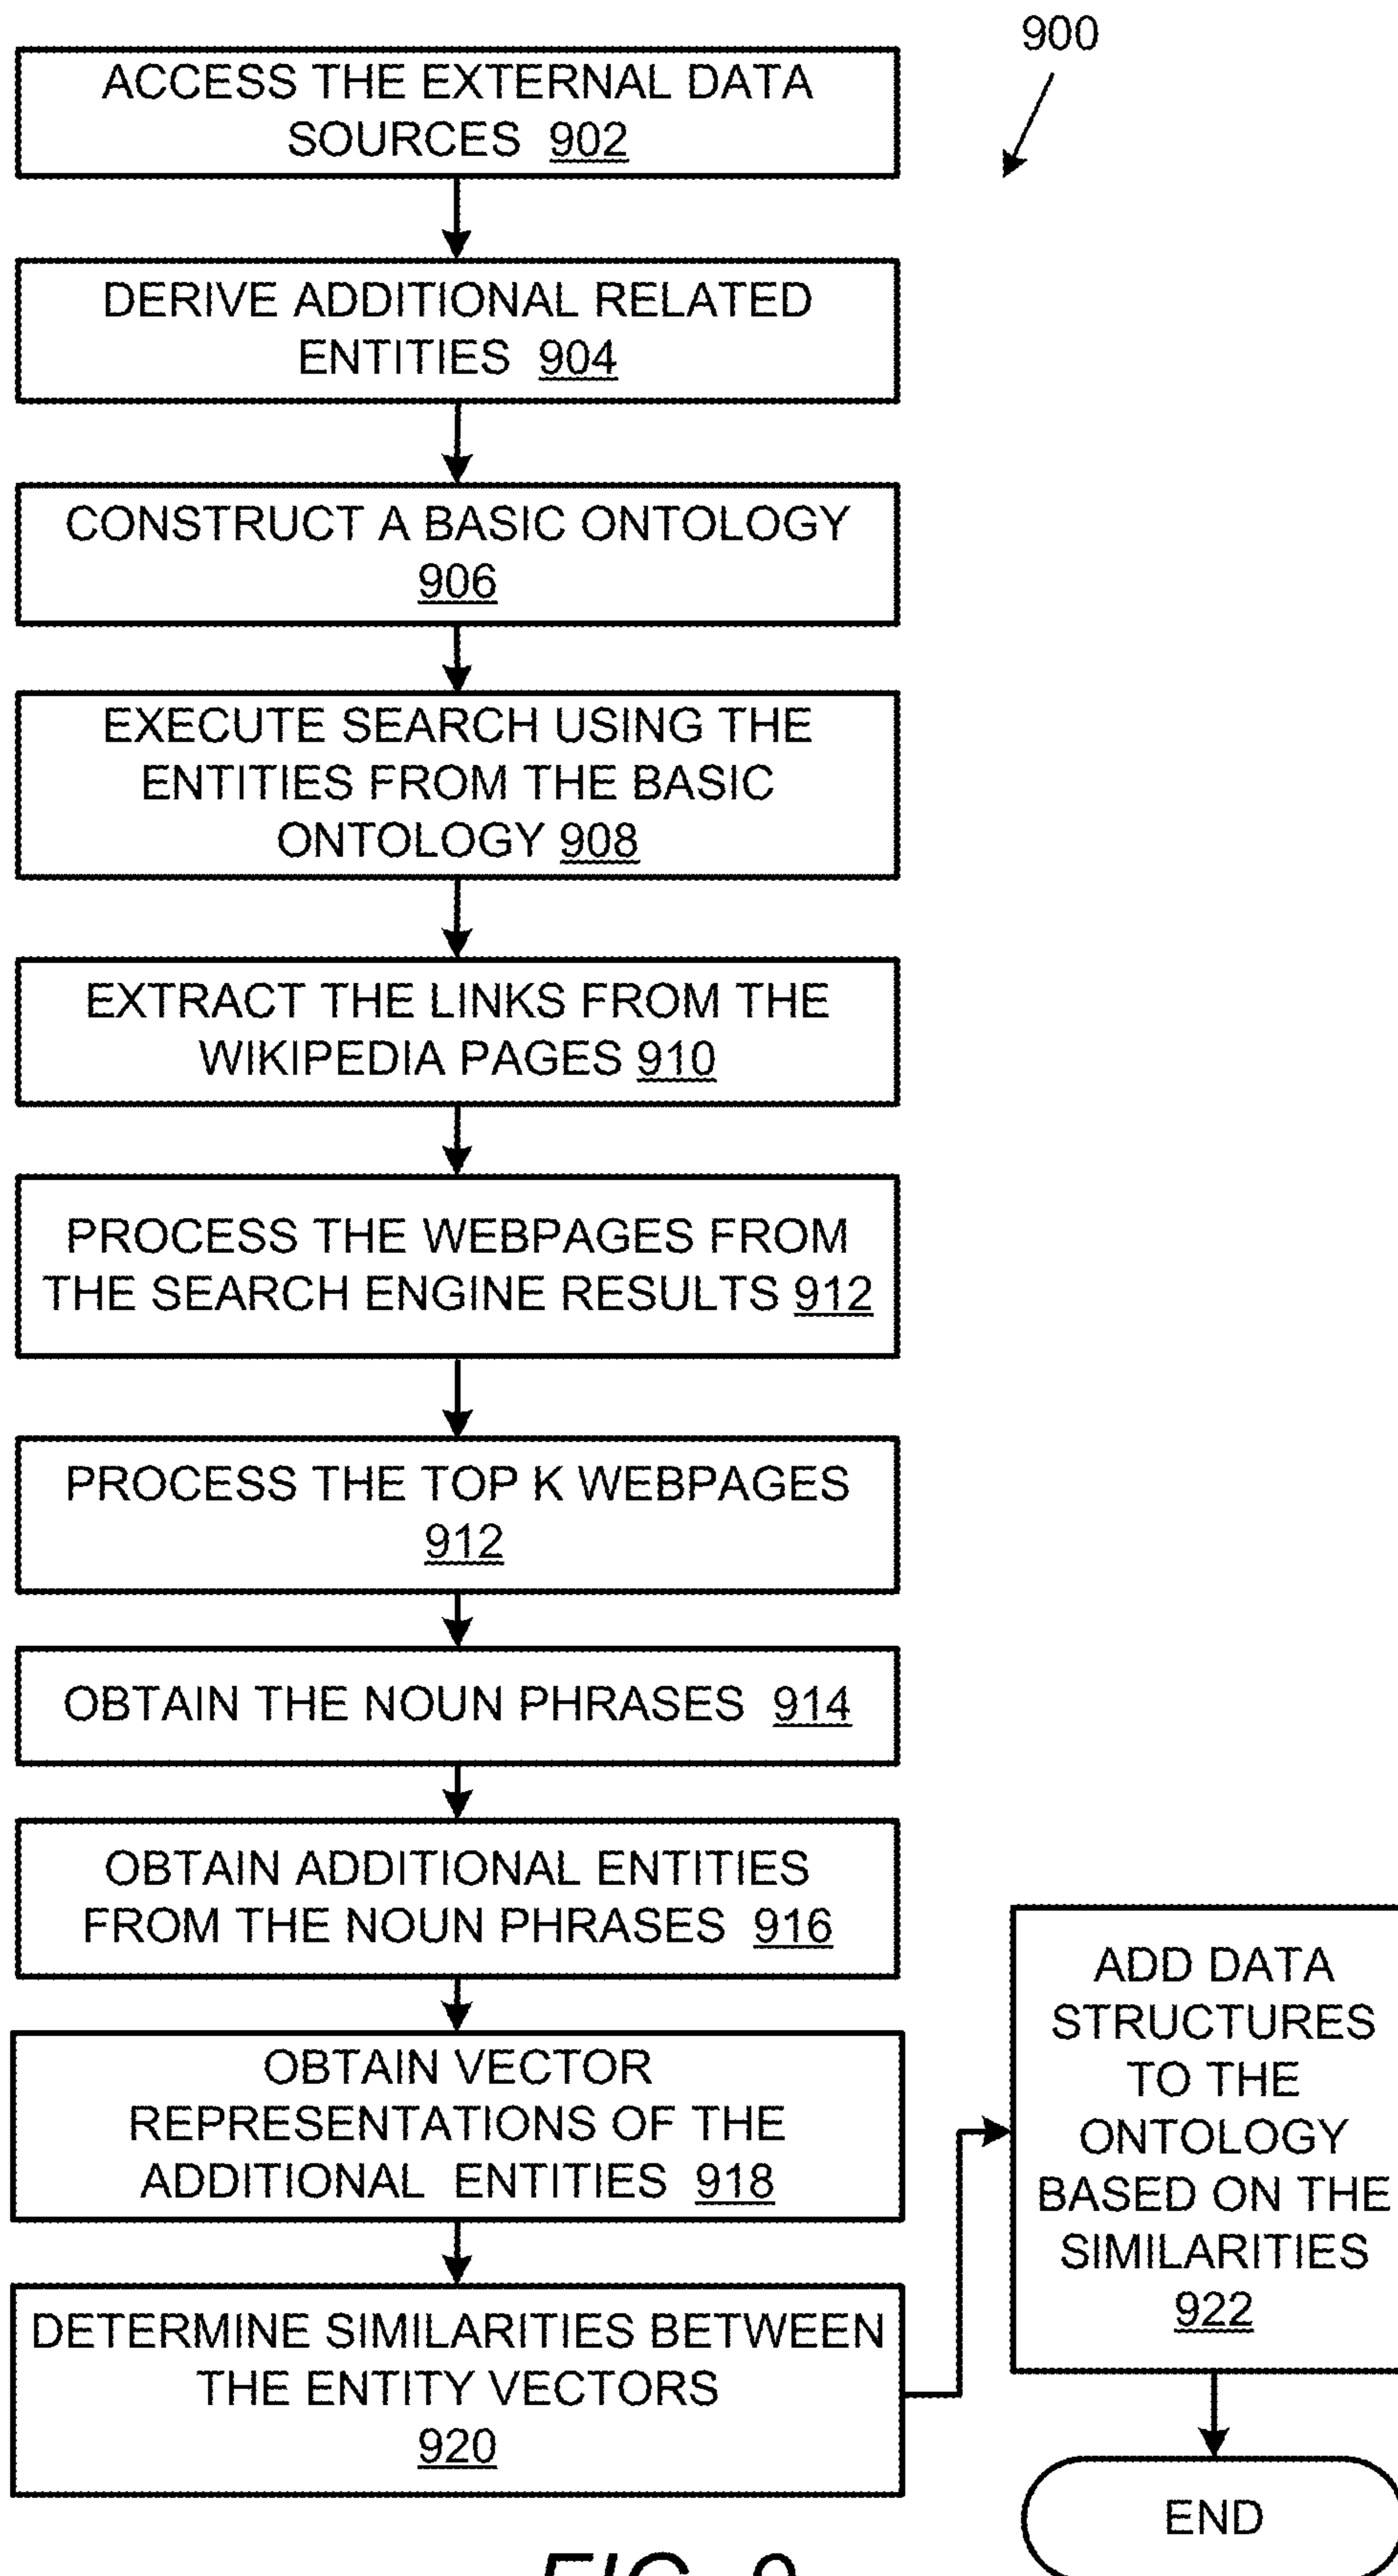 900
ACCESS THE EXTERNAL DATA
SOURCES 902
DERIVE ADDITIONAL RELATED
ENTITIES 904
CONSTRUCT A BASIC ONTOLOGY
906
EXECUTE SEARCH USING THE
ENTITIES FROM THE BASIC
ONTOLOGY 908
EXTRACT THE LINKS FROM THE
WIKIPEDIA PAGES 910
PROCESS THE WEBPAGES FROM
THE SEARCH ENGINE RESULTS 912
PROCESS THE TOP K WEBPAGES
912
OBTAIN THE NOUN PHRASES 914
OBTAIN ADDITIONAL ENTITIES
FROM THE NOUN PHRASES 916
OBTAIN VECTOR
REPRESENTATIONS OF THE
ADDITIONAL ENTITIES 918
DETERMINE SIMILARITIES BETWEEN
THE ENTITY VECTORS
920
ADD DATA
STRUCTURES
TO THE
ONTOLOGY
BASED ON THE
SIMILARITIES
922
END
FIG. 9